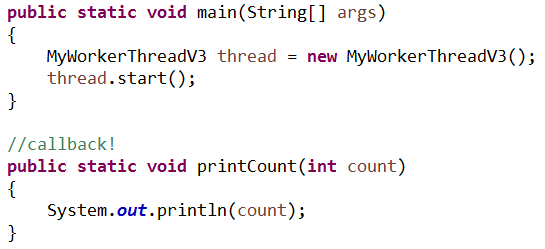 public static void main(String[] args)
{
    MyWorkerThreadV3 thread = new MyWorkerThreadV3();
    thread.start();
}

//callback!
public static void printCount(int count)
{
    System.out.println(count);
}